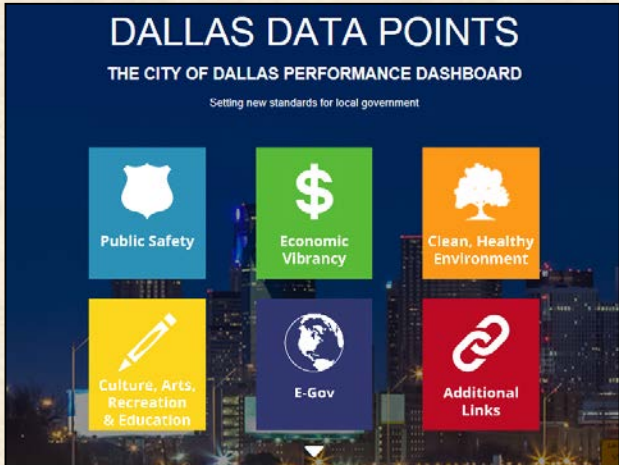 DALLAS DATA POINTS
THE CITY OF DALLAS PERFORMANCE DASHBOARD
Setting new standards for local government
Public Safety
Economic
Vibrancy
Clean, Healthy
Environment
Culture, Arts,
Recreation
& Education
E-Gov
Additional
Links